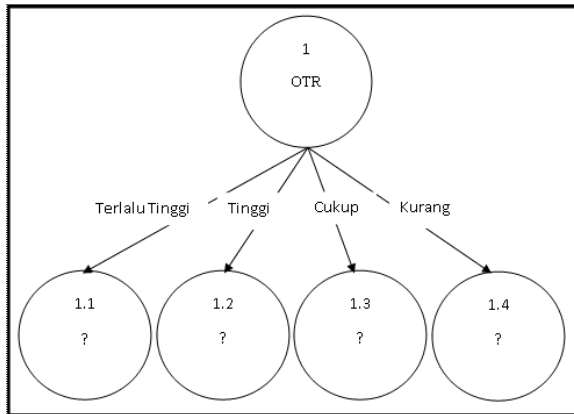 1
OTR
Terlalu Tinggi
Tinggi
Cukup
Kurang
1.1
1.2
1.3
1.4
?
?
?
?